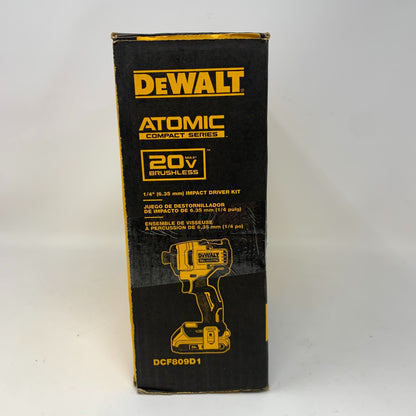 DEWALT
ATOMIC
COMPACT SERIES™
20V MAX*
BRUSHLESS
1/4" (6.35 mm) IMPACT DRIVER KIT
JUEGO DE DESTORNILLADOR
DE IMPACTO DE 6,35 mm (1/4 pulg)
ENSEMBLE DE VISSEUSE
À PERCUSSION DE 6,35 mm (1/4 po)
DEWALT
DCF809D1